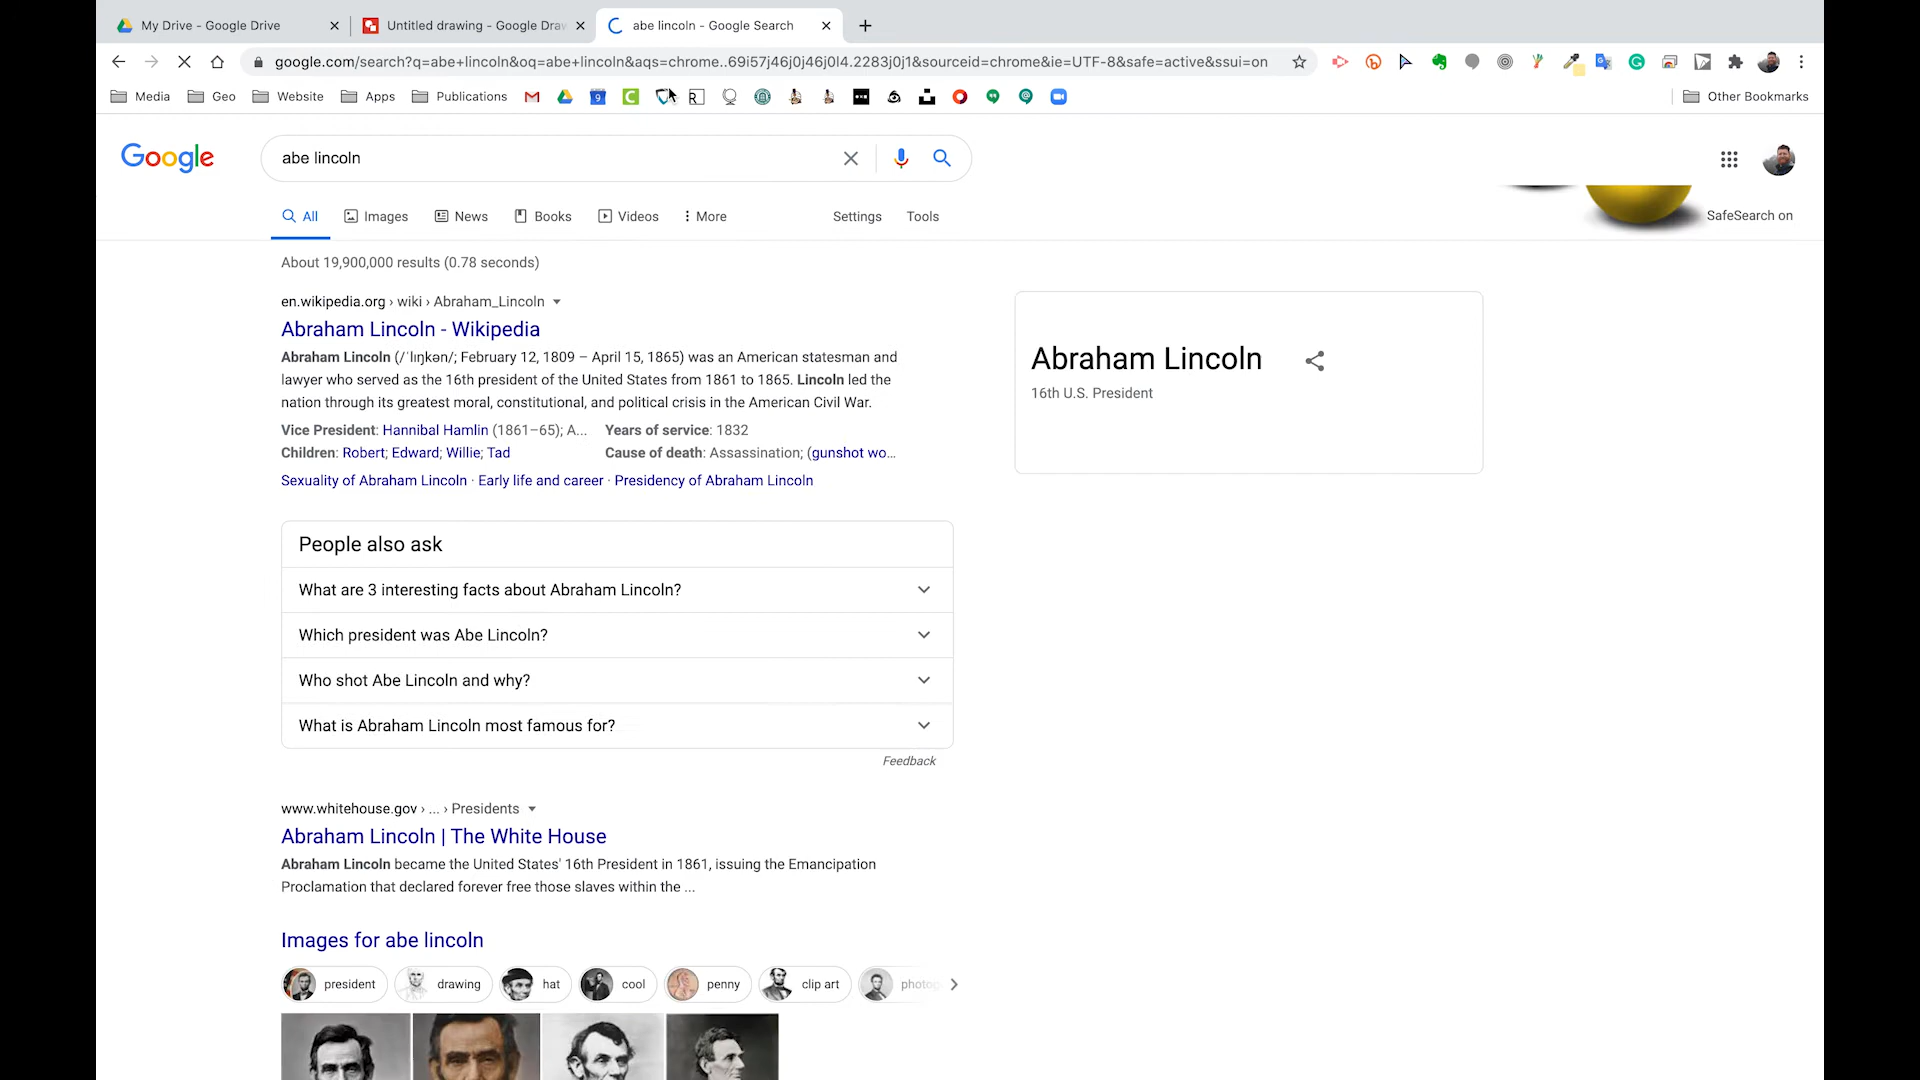 My Drive - Google Drive
Untitled drawing - Google Draw
abe lincoln - Google Search
google.com/search?q=abe+lincoln&oq=abe+lincoln&aqs=chrome..69i57j46j0j46j0l4.2283j0j1&sourceid=chrome&ie=UTF-8&safe=active&ssui=on
Media
Geo
Website
Apps
Publications
Other Bookmarks
Google
abe lincoln
All
Images
News
Books
Videos
More
Settings
Tools
SafeSearch on
About 19,900,000 results (0.78 seconds)
en.wikipedia.org › wiki › Abraham_Lincoln
Abraham Lincoln - Wikipedia
Abraham Lincoln (/ˈlɪŋkən/; February 12, 1809 – April 15, 1865) was an American statesman and
lawyer who served as the 16th president of the United States from 1861 to 1865. Lincoln led the
nation through its greatest moral, constitutional, and political crisis in the American Civil War.
Vice President: Hannibal Hamlin (1861–65); A... Years of service: 1832
Children: Robert; Edward; Willie; Tad Cause of death: Assassination; (gunshot wo...
Sexuality of Abraham Lincoln · Early life and career · Presidency of Abraham Lincoln
Abraham Lincoln
16th U.S. President
People also ask
What are 3 interesting facts about Abraham Lincoln?
Which president was Abe Lincoln?
Who shot Abe Lincoln and why?
What is Abraham Lincoln most famous for?
Feedback
www.whitehouse.gov › ... › Presidents
Abraham Lincoln | The White House
Abraham Lincoln became the United States' 16th President in 1861, issuing the Emancipation
Proclamation that declared forever free those slaves within the ...
Images for abe lincoln
president
drawing
hat
cool
penny
clip art
photog